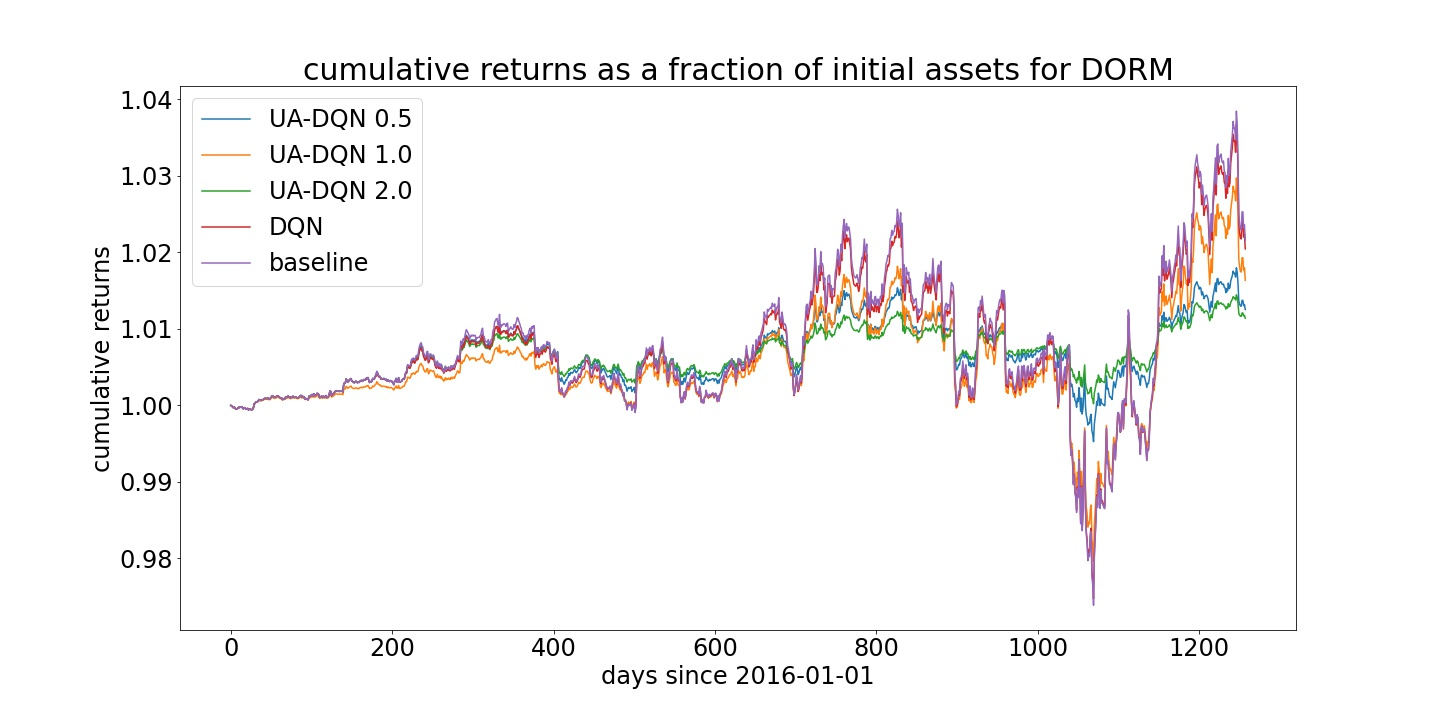 cumulative returns as a fraction of initial assets for DORM
UA-DQN 0.5
UA-DQN 1.0
UA-DQN 2.0
DQN
baseline
cumulative returns
1.04
1.03
1.02
1.01
1.00
0.99
0.98
0 200 400 600 800 1000 1200
days since 2016-01-01